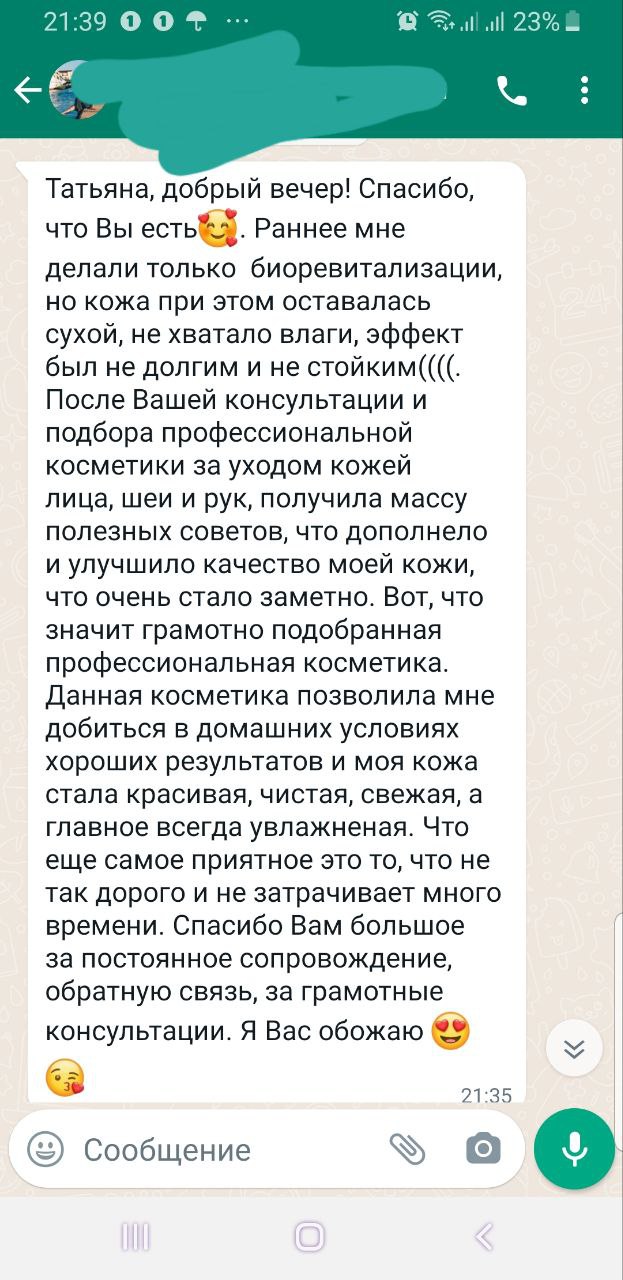 21:39 1 1 ... 23%
Татьяна, добрый вечер! Спасибо,
что Вы есть🥰. Раннее мне
делали только  биоревитализации,
но кожа при этом оставалась
сухой, не хватало влаги, эффект
был не долгим и не стойким((((.
После Вашей консультации и
подбора профессиональной
косметики за уходом кожей
лица, шеи и рук, получила массу
полезных советов, что дополнело
и улучшило качество моей кожи,
что очень стало заметно. Вот, что
значит грамотно подобранная
профессиональная косметика.
Данная косметика позволила мне
добиться в домашних условиях
хороших результатов и моя кожа
стала красивая, чистая, свежая, а
главное всегда увлажненая. Что
еще самое приятное это то, что не
так дорого и не затрачивает много
времени. Спасибо Вам большое
за постоянное сопровождение,
обратную связь, за грамотные
консультации. Я Вас обожаю 😍
😘
21:35
Сообщение